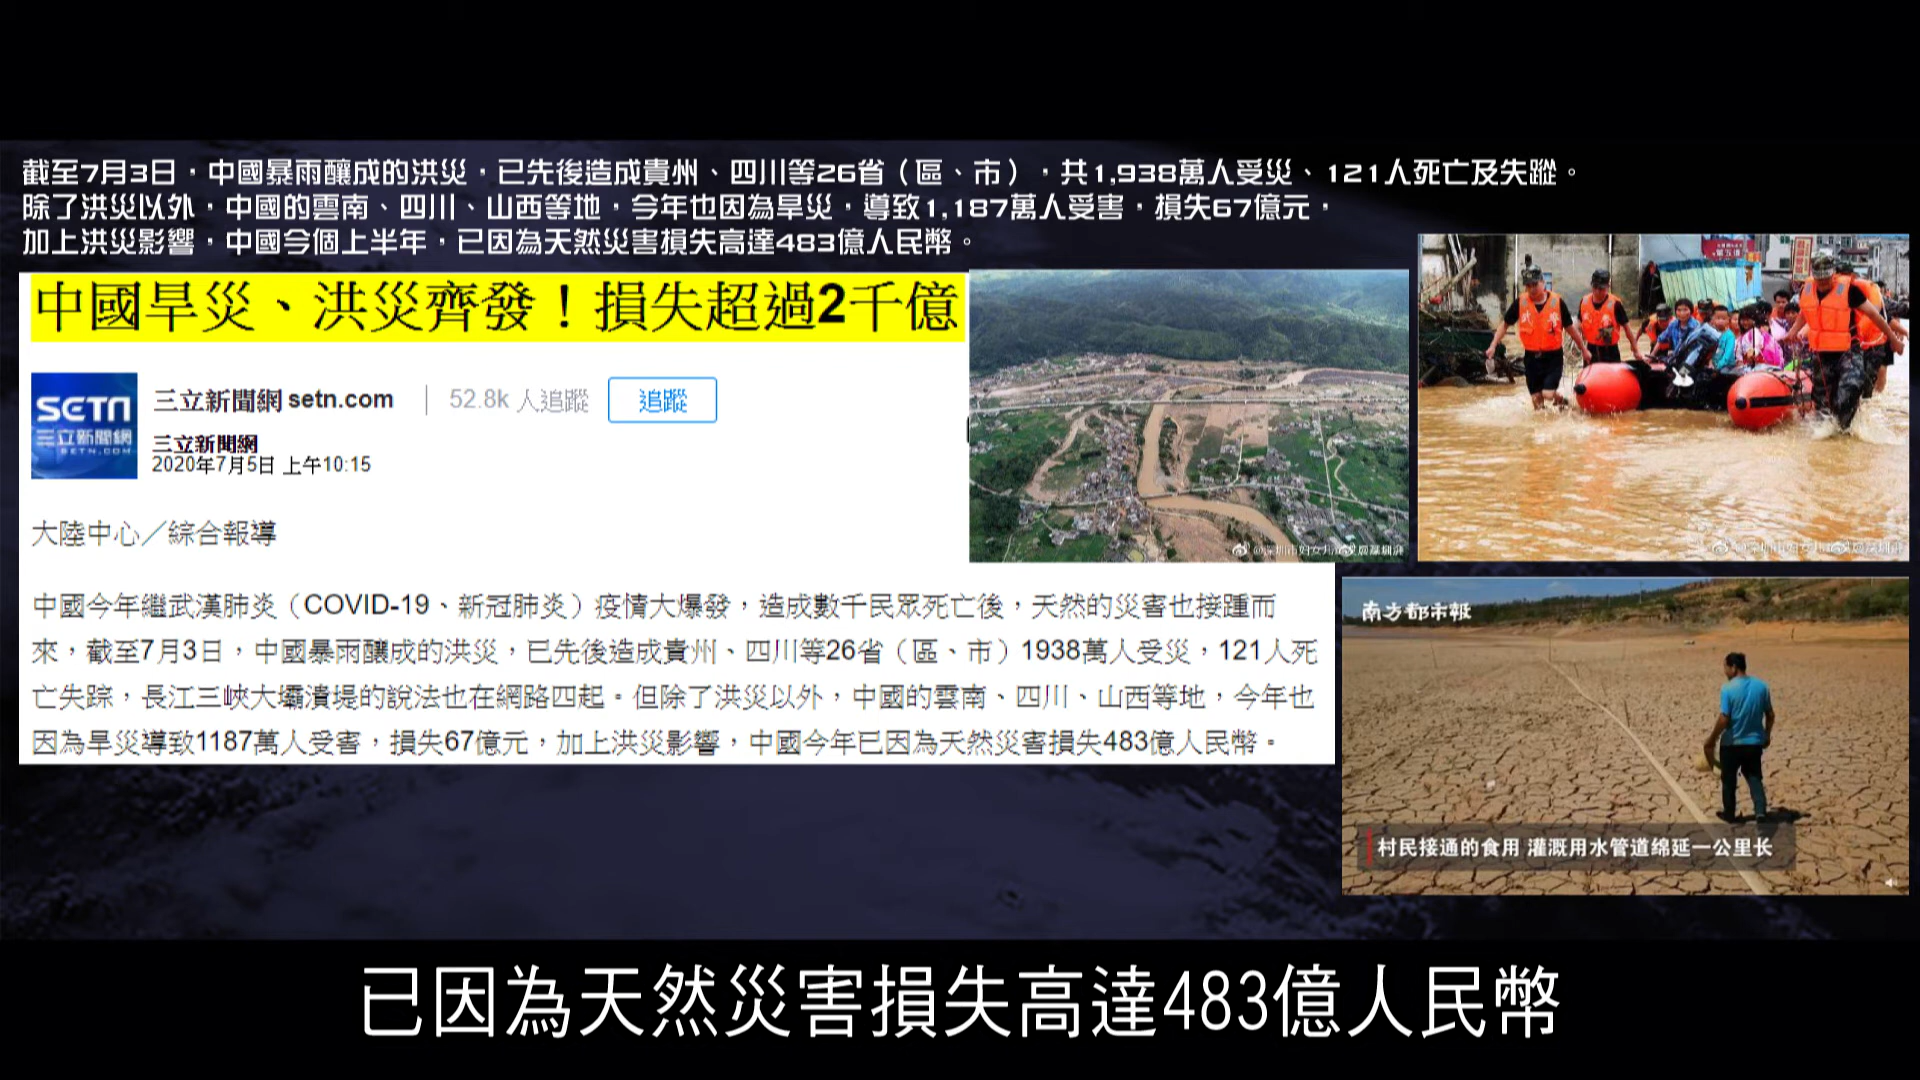 截至7月3日，中國暴雨釀成的洪災，已先後造成貴州、四川等26省（區、市），共1,938萬人受災、121人死亡及失蹤。
除了洪災以外，中國的雲南、四川、山西等地，今年也因為旱災，導致1,187萬人受害，損失67億元，
加上洪災影響，中國今個上半年，已因為天然災害損失高達483億人民幣。
中國旱災、洪災齊發！損失超過2千億
SETN
三立新聞網
SETN.COM
三立新聞網 setn.com
52.8k 人追蹤
追蹤
三立新聞網
2020年7月5日 上午10:15
大陸中心／綜合報導
中國今年繼武漢肺炎（COVID-19、新冠肺炎）疫情大爆發，造成數千民眾死亡後，天然的災害也接踵而
來，截至7月3日，中國暴雨釀成的洪災，已先後造成貴州、四川等26省（區、市）1938萬人受災，121人死
亡失踪，長江三峽大壩潰堤的說法也在網路四起。但除了洪災以外，中國的雲南、四川、山西等地，今年也
因為旱災導致1187萬人受害，損失67億元，加上洪災影響，中國今年已因為天然災害損失483億人民幣。
南方都市报
村民接通的食用 灌溉用水管道绵延一公里长
已因為天然災害損失高達483億人民幣